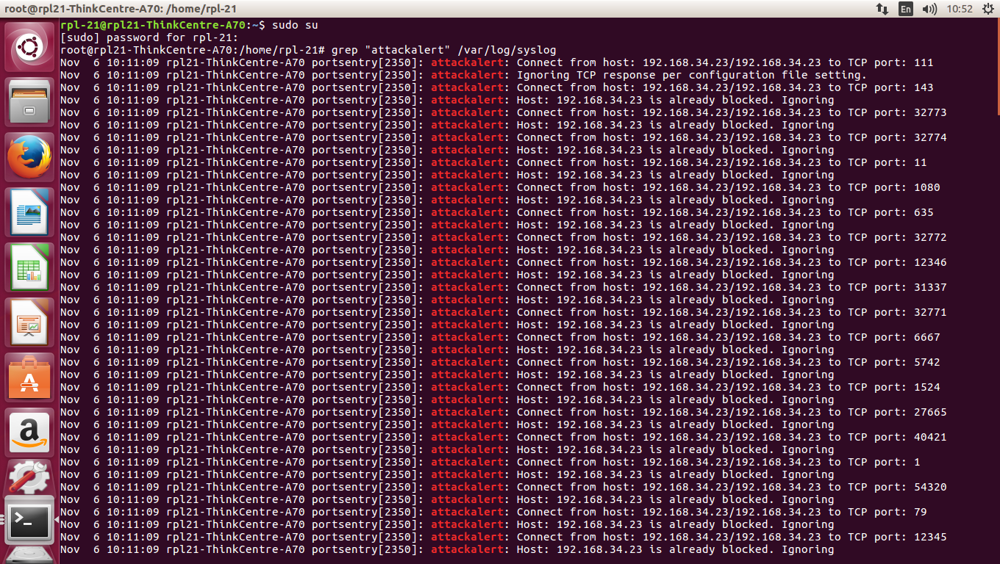 root@rpl21-ThinkCentre-A70: /home/rpl-21
En
10:52
rpl-21@rpl21-ThinkCentre-A70:~$ sudo su
[sudo] password for rpl-21:
root@rpl21-ThinkCentre-A70:/home/rpl-21# grep "attackalert" /var/log/syslog
Nov  6 10:11:09 rpl21-ThinkCentre-A70 portsentry[2350]: attackalert: Connect from host: 192.168.34.23/192.168.34.23 to TCP port: 111
Nov  6 10:11:09 rpl21-ThinkCentre-A70 portsentry[2350]: attackalert: Ignoring TCP response per configuration file setting.
Nov  6 10:11:09 rpl21-ThinkCentre-A70 portsentry[2350]: attackalert: Connect from host: 192.168.34.23/192.168.34.23 to TCP port: 143
Nov  6 10:11:09 rpl21-ThinkCentre-A70 portsentry[2350]: attackalert: Host: 192.168.34.23 is already blocked. Ignoring
Nov  6 10:11:09 rpl21-ThinkCentre-A70 portsentry[2350]: attackalert: Connect from host: 192.168.34.23/192.168.34.23 to TCP port: 32773
Nov  6 10:11:09 rpl21-ThinkCentre-A70 portsentry[2350]: attackalert: Host: 192.168.34.23 is already blocked. Ignoring
Nov  6 10:11:09 rpl21-ThinkCentre-A70 portsentry[2350]: attackalert: Connect from host: 192.168.34.23/192.168.34.23 to TCP port: 32774
Nov  6 10:11:09 rpl21-ThinkCentre-A70 portsentry[2350]: attackalert: Host: 192.168.34.23 is already blocked. Ignoring
Nov  6 10:11:09 rpl21-ThinkCentre-A70 portsentry[2350]: attackalert: Connect from host: 192.168.34.23/192.168.34.23 to TCP port: 11
Nov  6 10:11:09 rpl21-ThinkCentre-A70 portsentry[2350]: attackalert: Host: 192.168.34.23 is already blocked. Ignoring
Nov  6 10:11:09 rpl21-ThinkCentre-A70 portsentry[2350]: attackalert: Connect from host: 192.168.34.23/192.168.34.23 to TCP port: 1080
Nov  6 10:11:09 rpl21-ThinkCentre-A70 portsentry[2350]: attackalert: Host: 192.168.34.23 is already blocked. Ignoring
Nov  6 10:11:09 rpl21-ThinkCentre-A70 portsentry[2350]: attackalert: Connect from host: 192.168.34.23/192.168.34.23 to TCP port: 635
Nov  6 10:11:09 rpl21-ThinkCentre-A70 portsentry[2350]: attackalert: Host: 192.168.34.23 is already blocked. Ignoring
Nov  6 10:11:09 rpl21-ThinkCentre-A70 portsentry[2350]: attackalert: Connect from host: 192.168.34.23/192.168.34.23 to TCP port: 32772
Nov  6 10:11:09 rpl21-ThinkCentre-A70 portsentry[2350]: attackalert: Host: 192.168.34.23 is already blocked. Ignoring
Nov  6 10:11:09 rpl21-ThinkCentre-A70 portsentry[2350]: attackalert: Connect from host: 192.168.34.23/192.168.34.23 to TCP port: 12346
Nov  6 10:11:09 rpl21-ThinkCentre-A70 portsentry[2350]: attackalert: Host: 192.168.34.23 is already blocked. Ignoring
Nov  6 10:11:09 rpl21-ThinkCentre-A70 portsentry[2350]: attackalert: Connect from host: 192.168.34.23/192.168.34.23 to TCP port: 31337
Nov  6 10:11:09 rpl21-ThinkCentre-A70 portsentry[2350]: attackalert: Host: 192.168.34.23 is already blocked. Ignoring
Nov  6 10:11:09 rpl21-ThinkCentre-A70 portsentry[2350]: attackalert: Connect from host: 192.168.34.23/192.168.34.23 to TCP port: 32771
Nov  6 10:11:09 rpl21-ThinkCentre-A70 portsentry[2350]: attackalert: Host: 192.168.34.23 is already blocked. Ignoring
Nov  6 10:11:09 rpl21-ThinkCentre-A70 portsentry[2350]: attackalert: Connect from host: 192.168.34.23/192.168.34.23 to TCP port: 6667
Nov  6 10:11:09 rpl21-ThinkCentre-A70 portsentry[2350]: attackalert: Host: 192.168.34.23 is already blocked. Ignoring
Nov  6 10:11:09 rpl21-ThinkCentre-A70 portsentry[2350]: attackalert: Connect from host: 192.168.34.23/192.168.34.23 to TCP port: 5742
Nov  6 10:11:09 rpl21-ThinkCentre-A70 portsentry[2350]: attackalert: Host: 192.168.34.23 is already blocked. Ignoring
Nov  6 10:11:09 rpl21-ThinkCentre-A70 portsentry[2350]: attackalert: Connect from host: 192.168.34.23/192.168.34.23 to TCP port: 1524
Nov  6 10:11:09 rpl21-ThinkCentre-A70 portsentry[2350]: attackalert: Host: 192.168.34.23 is already blocked. Ignoring
Nov  6 10:11:09 rpl21-ThinkCentre-A70 portsentry[2350]: attackalert: Connect from host: 192.168.34.23/192.168.34.23 to TCP port: 27665
Nov  6 10:11:09 rpl21-ThinkCentre-A70 portsentry[2350]: attackalert: Host: 192.168.34.23 is already blocked. Ignoring
Nov  6 10:11:09 rpl21-ThinkCentre-A70 portsentry[2350]: attackalert: Connect from host: 192.168.34.23/192.168.34.23 to TCP port: 40421
Nov  6 10:11:09 rpl21-ThinkCentre-A70 portsentry[2350]: attackalert: Host: 192.168.34.23 is already blocked. Ignoring
Nov  6 10:11:09 rpl21-ThinkCentre-A70 portsentry[2350]: attackalert: Connect from host: 192.168.34.23/192.168.34.23 to TCP port: 1
Nov  6 10:11:09 rpl21-ThinkCentre-A70 portsentry[2350]: attackalert: Host: 192.168.34.23 is already blocked. Ignoring
Nov  6 10:11:09 rpl21-ThinkCentre-A70 portsentry[2350]: attackalert: Connect from host: 192.168.34.23/192.168.34.23 to TCP port: 54320
Nov  6 10:11:09 rpl21-ThinkCentre-A70 portsentry[2350]: attackalert: Host: 192.168.34.23 is already blocked. Ignoring
Nov  6 10:11:09 rpl21-ThinkCentre-A70 portsentry[2350]: attackalert: Connect from host: 192.168.34.23/192.168.34.23 to TCP port: 79
Nov  6 10:11:09 rpl21-ThinkCentre-A70 portsentry[2350]: attackalert: Host: 192.168.34.23 is already blocked. Ignoring
Nov  6 10:11:09 rpl21-ThinkCentre-A70 portsentry[2350]: attackalert: Connect from host: 192.168.34.23/192.168.34.23 to TCP port: 12345
Nov  6 10:11:09 rpl21-ThinkCentre-A70 portsentry[2350]: attackalert: Host: 192.168.34.23 is already blocked. Ignoring